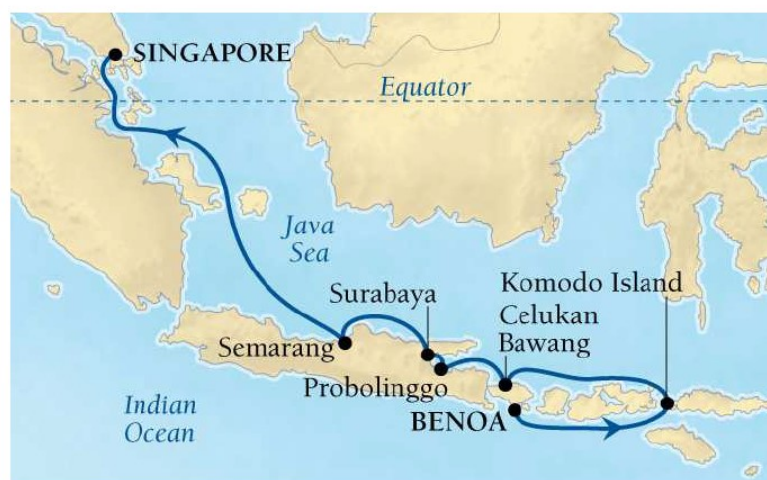 SINGAPORE
Equator
Java
Sea
Komodo Island
Surabaya
Celukan
Bawang
Semarang
Probolinggo
BENOA
Indian
Ocean